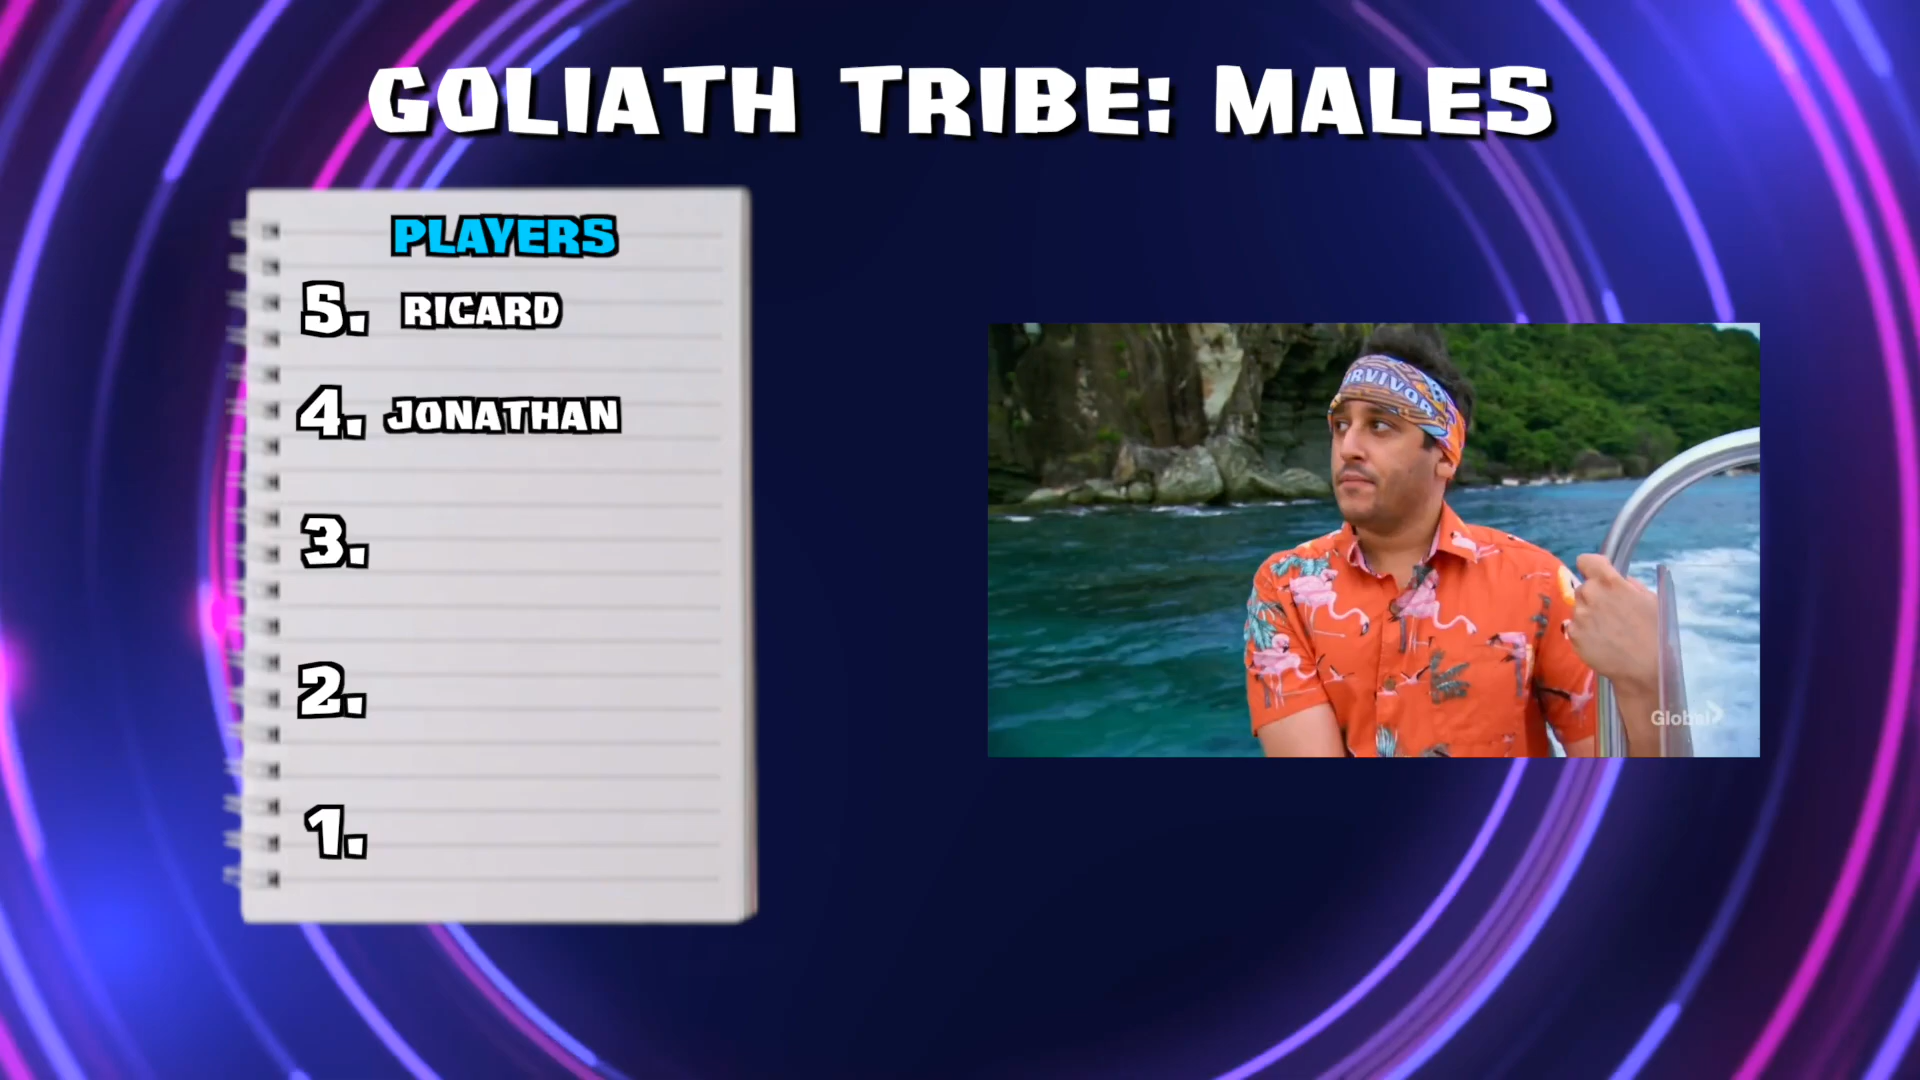 GOLIATH TRIBE: MALES
PLAYERS
5. RICARD
4. JONATHAN
3.
2.
1.
SURVIVOR
Global